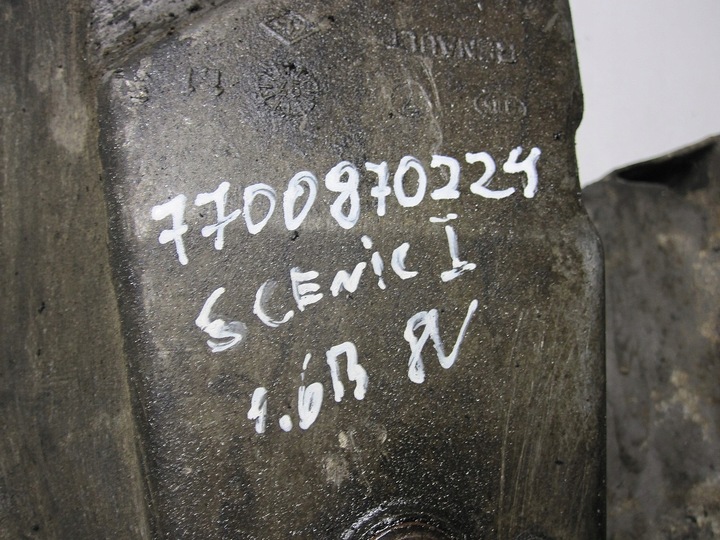 RENAULT
7700870224
SCENIC I
1.6B 8V